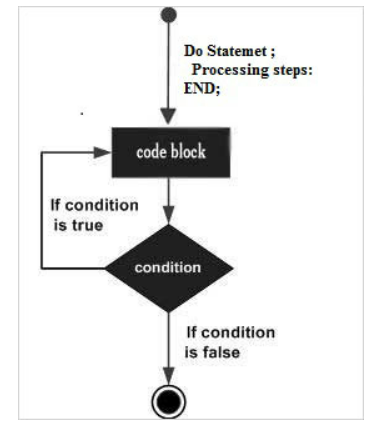 Do Statemet ;
Processing steps:
END;
code block
If condition
is true
condition
If condition
is false